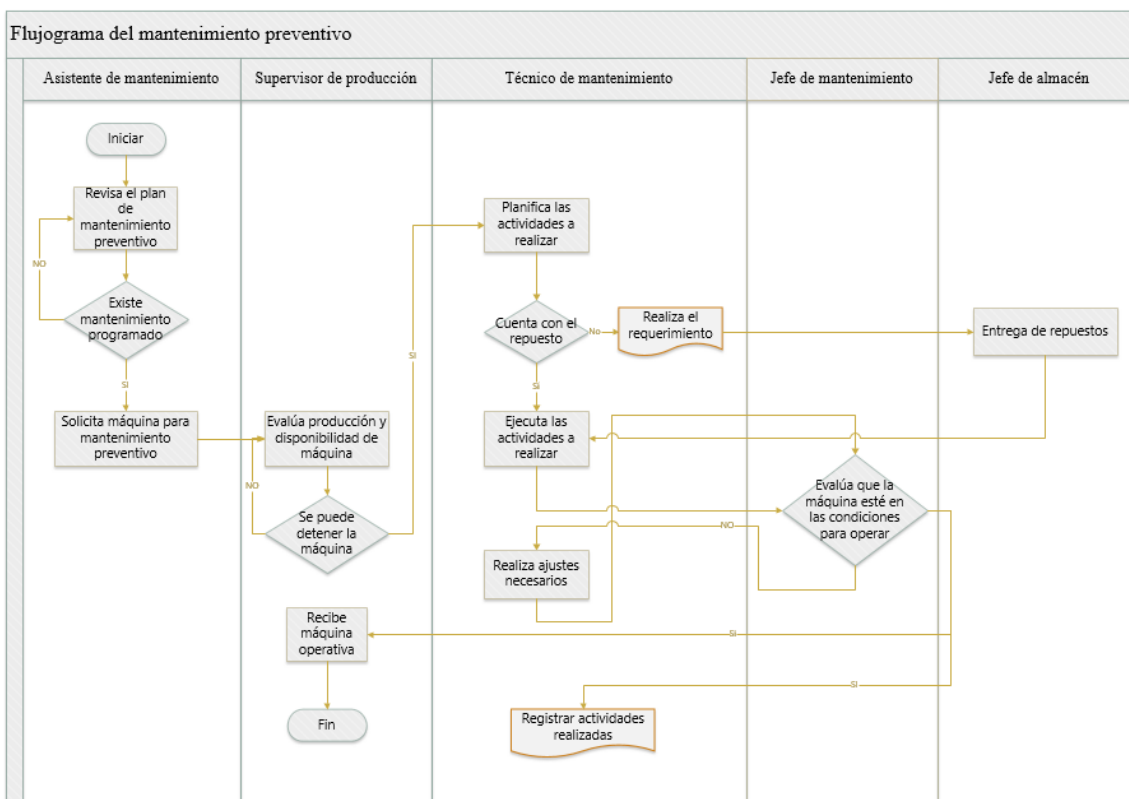 Flujograma del mantenimiento preventivo
Asistente de mantenimiento
Supervisor de producción
Técnico de mantenimiento
Jefe de mantenimiento
Jefe de almacén
Iniciar
Revisa el plan
de
mantenimiento
preventivo
NO
Existe
mantenimiento
programado
SI
Solicita máquina para
mantenimiento
preventivo
Evalúa producción y
disponibilidad de
máquina
NO
Se puede
detener la
máquina
SI
Planifica las
actividades a
realizar
Cuenta con el
repuesto
No
Realiza el
requerimiento
Entrega de repuestos
Si
Ejecuta las
actividades a
realizar
Evalúa que la
máquina esté en
las condiciones
para operar
NO
Realiza ajustes
necesarios
SI
Recibe
máquina
operativa
Fin
SI
Registrar actividades
realizadas